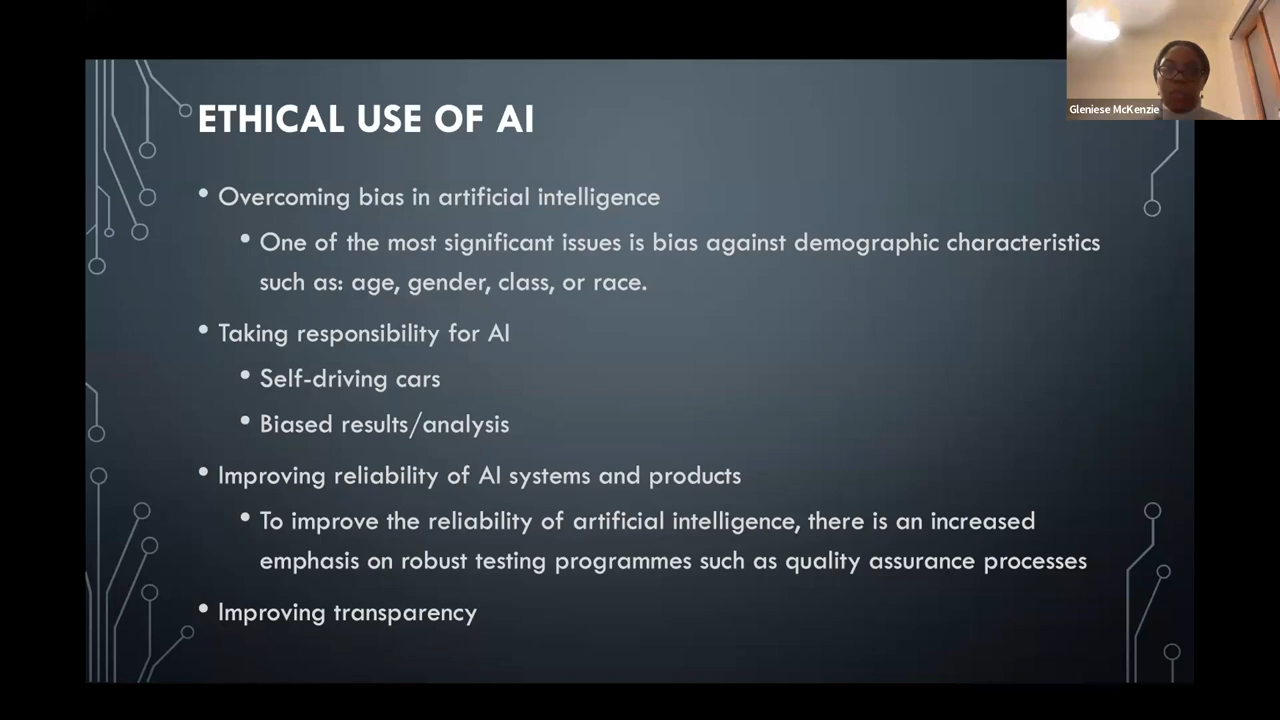 Gleniese McKenzie
ETHICAL USE OF AI
• Overcoming bias in artificial intelligence
• One of the most significant issues is bias against demographic characteristics
such as: age, gender, class, or race.
• Taking responsibility for AI
• Self-driving cars
• Biased results/analysis
• Improving reliability of AI systems and products
• To improve the reliability of artificial intelligence, there is an increased
emphasis on robust testing programmes such as quality assurance processes
• Improving transparency